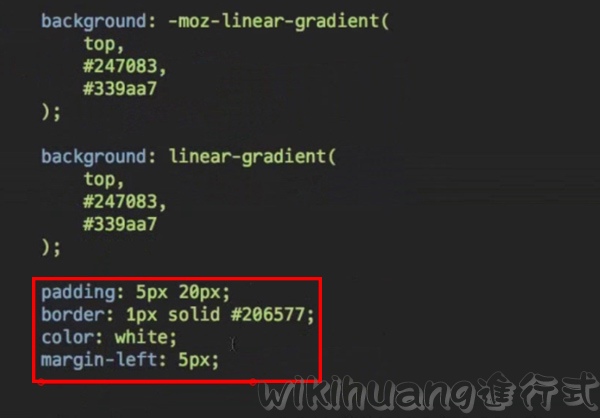 background: -moz-linear-gradient(
top,
#247083,
#339aa7
);
background: linear-gradient(
top,
#247083,
#339aa7
);
padding: 5px 20px;
border: 1px solid #206577;
color: white;
margin-left: 5px;
wikihuang進行式